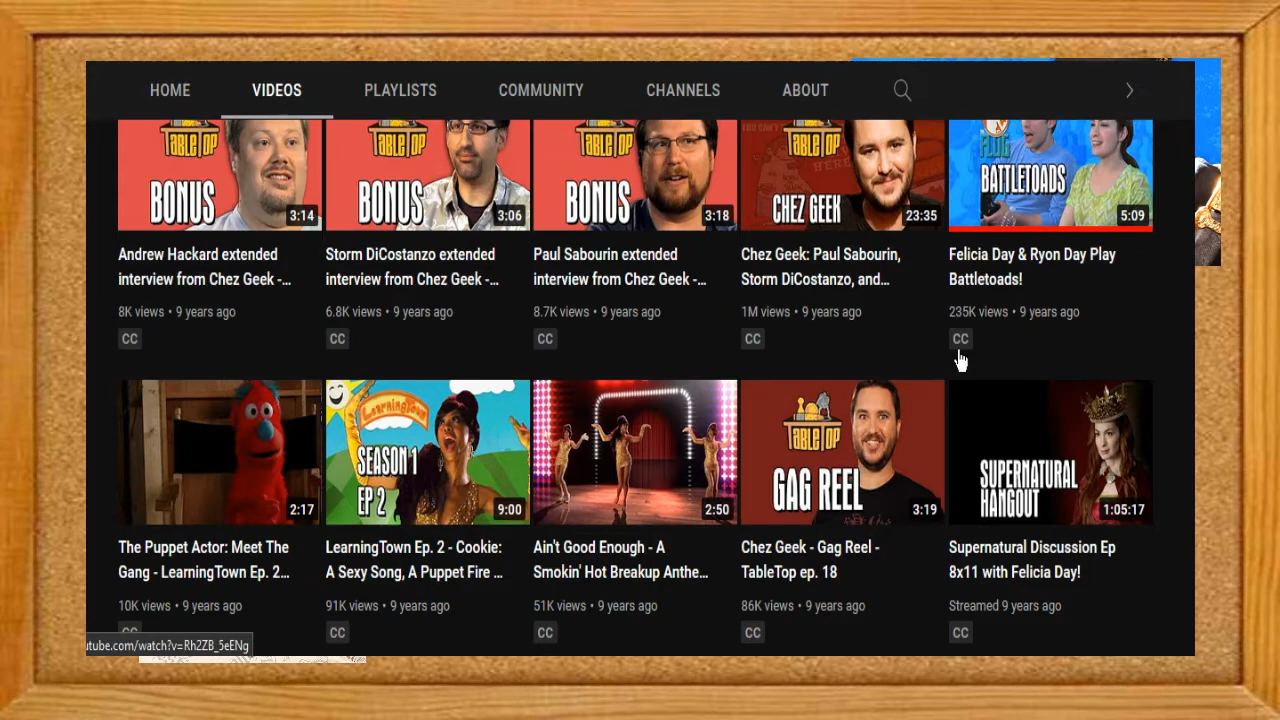 HOME VIDEOS PLAYLISTS COMMUNITY CHANNELS ABOUT
TABLETOP TABLETOP TABLETOP TABLETOP FLOG
BONUS BONUS BONUS CHEZ GEEK BATTLETOADS
3:14 3:06 3:18 23:35 5:09
Andrew Hackard extended
interview from Chez Geek -...
8K views • 9 years ago
CC
Storm DiCostanzo extended
interview from Chez Geek -...
6.8K views • 9 years ago
CC
Paul Sabourin extended
interview from Chez Geek -...
8.7K views • 9 years ago
CC
Chez Geek: Paul Sabourin,
Storm DiCostanzo, and...
1M views • 9 years ago
CC
Felicia Day & Ryon Day Play
Battletoads!
235K views • 9 years ago
CC
2:17
The Puppet Actor: Meet The
Gang - LearningTown Ep. 2...
10K views • 9 years ago
CC
LEARNINGTOWN
SEASON 1
EP 2
9:00
LearningTown Ep. 2 - Cookie:
A Sexy Song, A Puppet Fire ...
91K views • 9 years ago
CC
2:50
Ain't Good Enough - A
Smokin' Hot Breakup Anthe...
51K views • 9 years ago
CC
TABLETOP
GAG REEL
3:19
Chez Geek - Gag Reel -
TableTop ep. 18
86K views • 9 years ago
CC
SUPERNATURAL
HANGOUT
1:05:17
Supernatural Discussion Ep
8x11 with Felicia Day!
Streamed 9 years ago
CC
utube.com/watch?v=Rh2ZB_5eENg